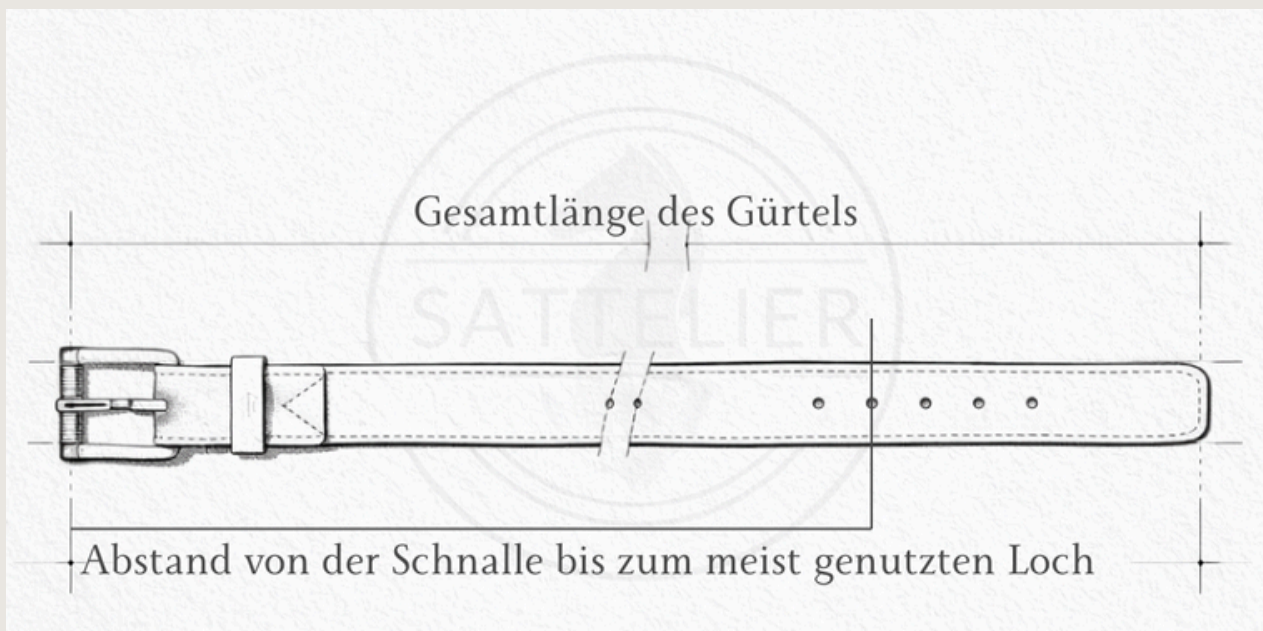 Gesamtlänge des Gürtels
SATTELIER
Abstand von der Schnalle bis zum meist genutzten Loch